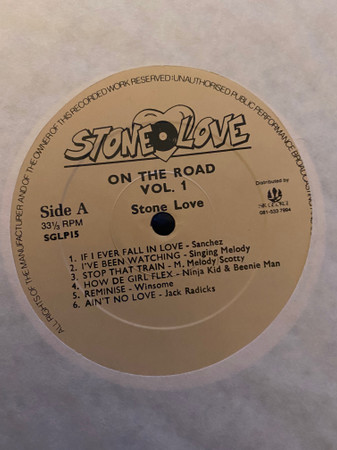 ALL RIGHTS OF THE MANUFACTURER AND OF THE OWNER OF THIS RECORDED WORK RESERVED: UNAUTHORISED PUBLIC PERFORMANCE BROADCASTING
STONE LOVE
ON THE ROAD
VOL. 1
Stone Love
Side A
33⅓ RPM
SGLP15
Distributed by
1. IF I EVER FALL IN LOVE - Sanchez
2. I'VE BEEN WATCHING - Singing Melody
3. STOP THAT TRAIN - M. Melody/Scotty
4. HOW DE GIRL FLEX - Ninja Kid & Beenie Man
5. REMINISE - Winsome
6. AIN'T NO LOVE - Jack Radicks